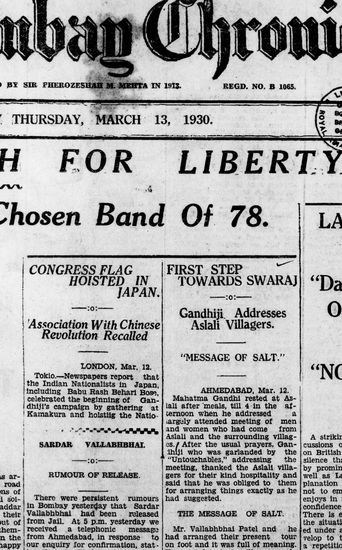 Bombay Chroni
D BY SIR PHEROZESHAH M. MEHTA IN 1913. REGD. NO. B 1065.
THURSDAY, MARCH 13, 1930.
H FOR LIBERTY
Chosen Band Of 78.
CONGRESS FLAG
HOISTED IN
JAPAN.
—:o:—
Association With Chinese
Revolution Recalled
LONDON, Mar. 12.
Tokio.—Newspapers report that
the Indian Nationalists in Japan,
including Babu Rash Behari Bose,
celebrated the beginning of Gan-
dhiji's campaign by gathering at
Kamakura and hoisting the Natio-
SARDAR VALLABHBHAI.
—:o:—
RUMOUR OF RELEASE.
There were persistent rumours
in Bombay yesterday that Sardar
Vallabhbhai had been released
from Jail. At 5 p.m. yesterday we
received a telephonic message
from Ahmedabad, in response to
our enquiry for confirmation, stat-
FIRST STEP
TOWARDS SWARAJ
—:o:—
Gandhiji Addresses
Aslali Villagers.
"MESSAGE OF SALT."
AHMEDABAD, Mar. 12.
Mahatma Gandhi rested at As-
lali after meals, till 4 in the af-
ternoon when he addressed a
largely attended meeting of men
and women who had come from
Aslali and the surrounding villag-
es. After the usual prayers, Gan-
dhiji who was garlanded by the
"Untouchables," addressing the
meeting, thanked the Aslali villa-
gers for their kind hospitality and
said that he was obliged to them
for arranging things exactly as he
had suggested.
THE MESSAGE OF SALT.
Mr. Vallabhbhai Patel and he
had arranged their present tour
on foot as it was full of meaning.
LA
"Da
O
"NO
A strikin
cussions o
on British
silence th
by promin
well as La
planation
not to em
enjoys in
condence
There is e
the situati
ed under a
velop to t
a repetitio